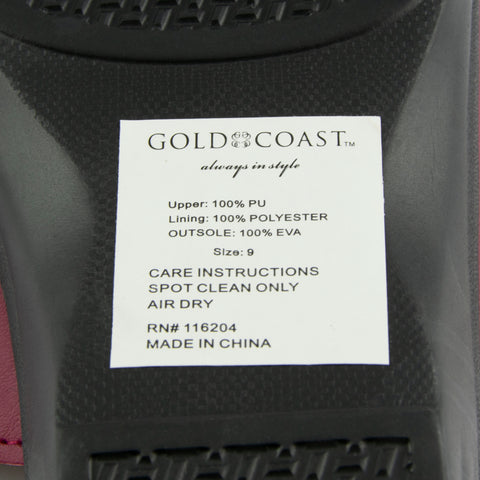 GOLD COAST™
always in style
Upper: 100% PU
Lining: 100% POLYESTER
OUTSOLE: 100% EVA
Size: 9
CARE INSTRUCTIONS
SPOT CLEAN ONLY
AIR DRY
RN# 116204
MADE IN CHINA